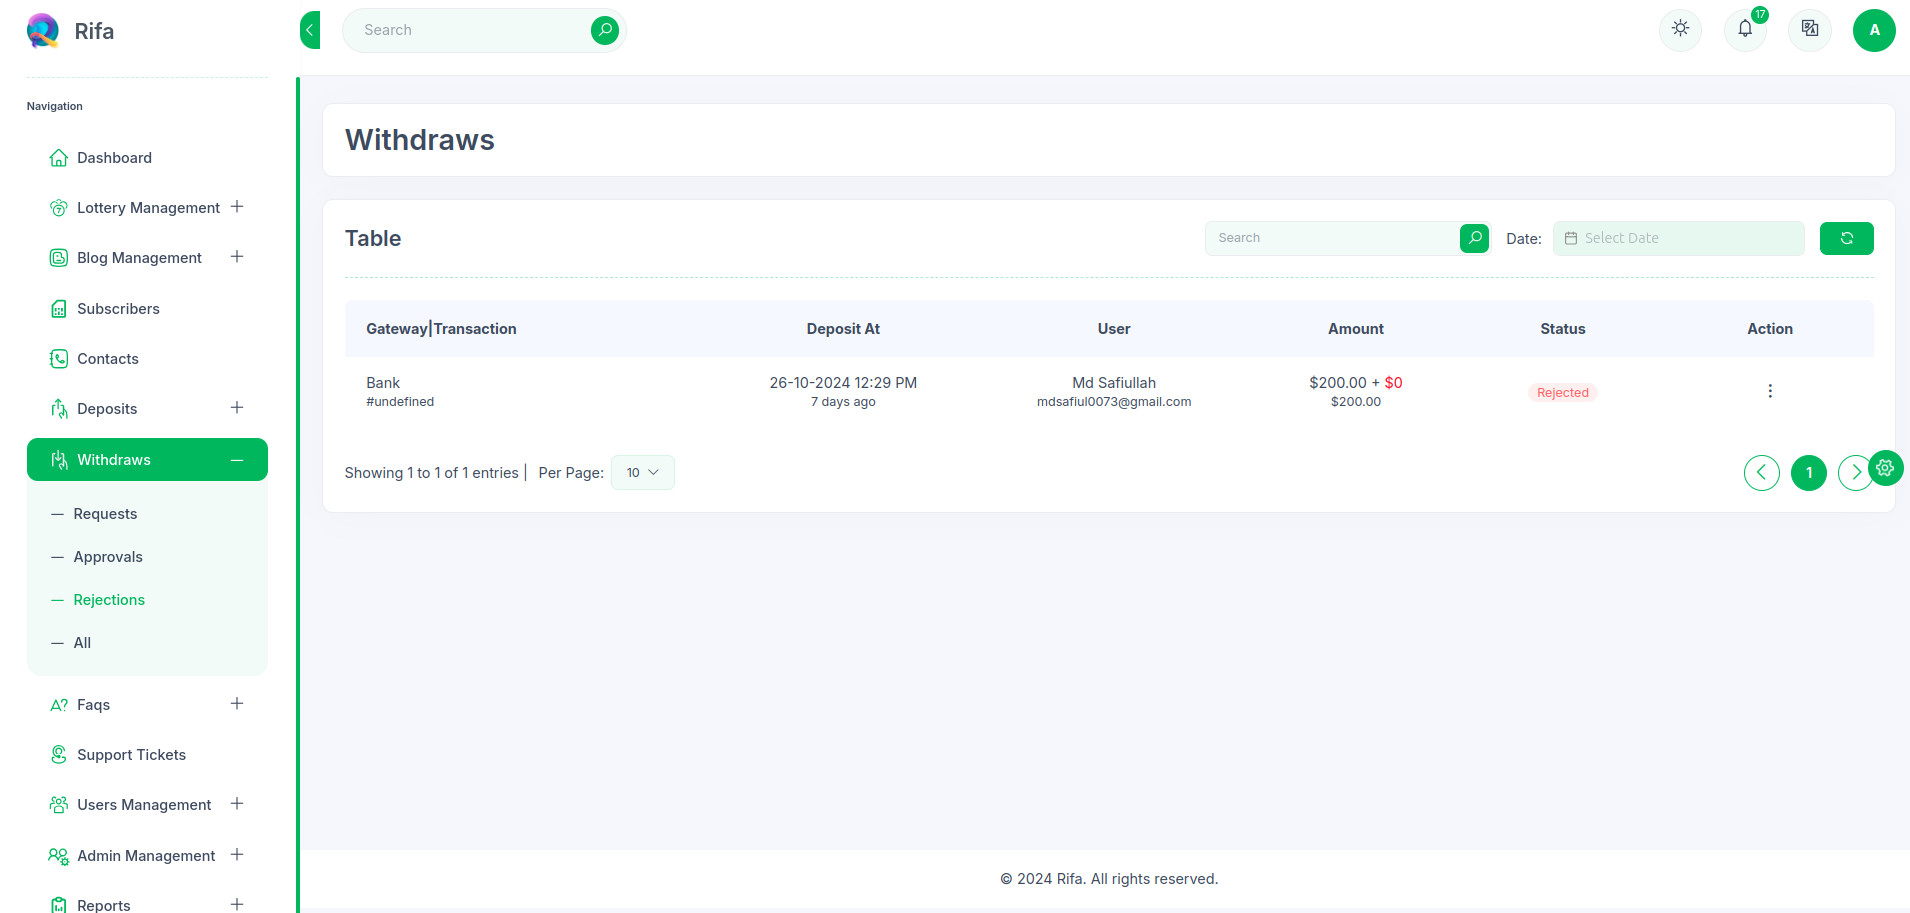 Rifa
Search
17
A
Navigation
Dashboard
Lottery Management
Blog Management
Subscribers
Contacts
Deposits
Withdraws
Requests
Approvals
Rejections
All
Faqs
Support Tickets
Users Management
Admin Management
Reports
Withdraws
Table
Search
Date:
Select Date
Gateway|Transaction Deposit At User Amount Status Action
Bank 26-10-2024 12:29 PM Md Safiullah $200.00 + $0 Rejected
#undefined 7 days ago mdsafiul0073@gmail.com $200.00
Showing 1 to 1 of 1 entries | Per Page: 10
1
© 2024 Rifa. All rights reserved.